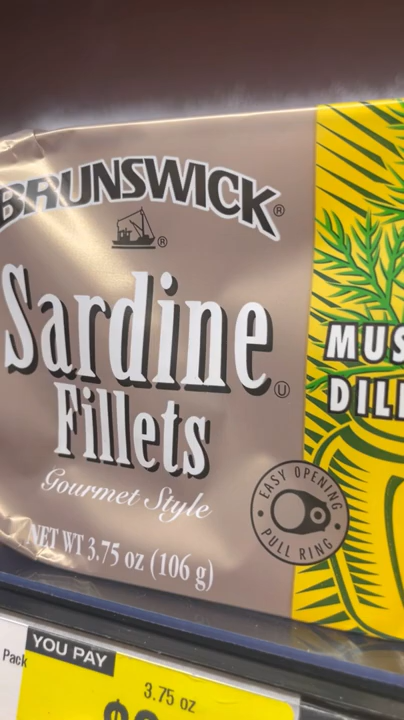 BRUNSWICK®
®
Sardine
Fillets Ⓤ
Gourmet Style
NET WT 3.75 oz (106 g)
EASY OPENING
PULL RING
MUS
DILL
Pack
YOU PAY
3.75 oz
$